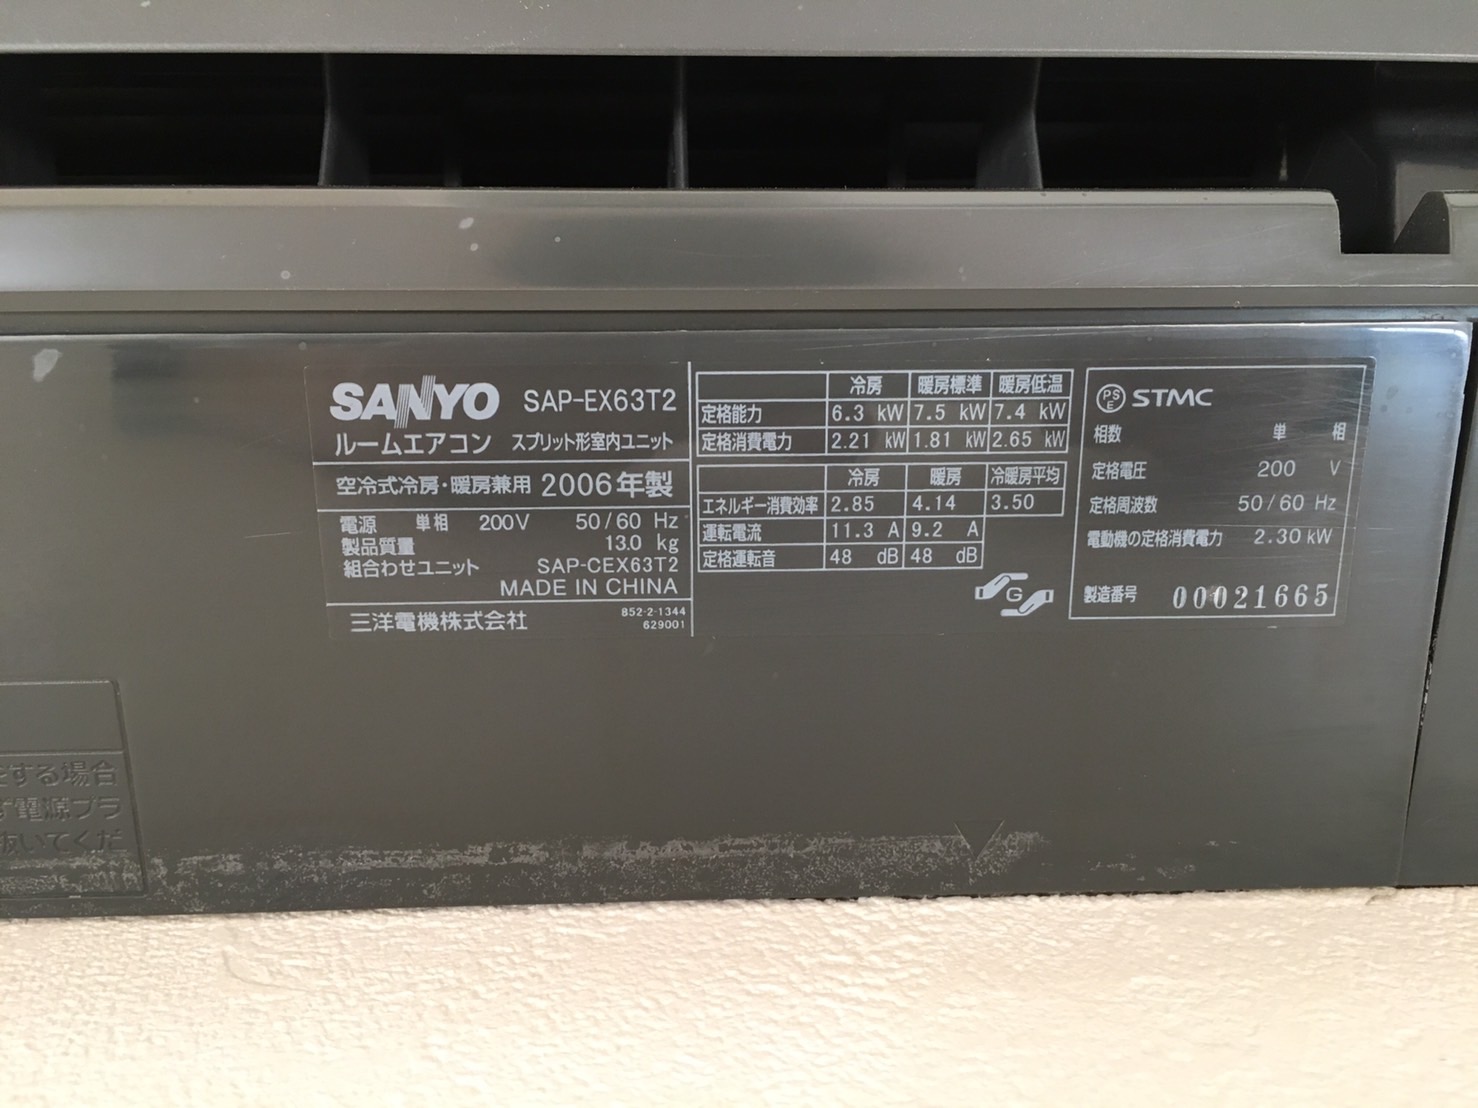 SANYO SAP-EX63T2
ルームエアコン スプリット形室内ユニット
空冷式冷房・暖房兼用 2006年製
電源 単相 200V 50/60 Hz
製品質量 13.0 kg
組合わせユニット SAP-CEX63T2
MADE IN CHINA
三洋電機株式会社 852-2-1344
629001
冷房 暖房標準 暖房低温
定格能力 6.3 kW 7.5 kW 7.4 kW
定格消費電力 2.21 kW 1.81 kW 2.65 kW
冷房 暖房 冷暖房平均
エネルギー消費効率 2.85 4.14 3.50
運転電流 11.3 A 9.2 A
定格運転音 48 dB 48 dB
G
PSE STMC
相数 単 相
定格電圧 200 V
定格周波数 50/60 Hz
電動機の定格消費電力 2.30 kW
製造番号 00021665
する場合
電源プラ
抜いてくだ